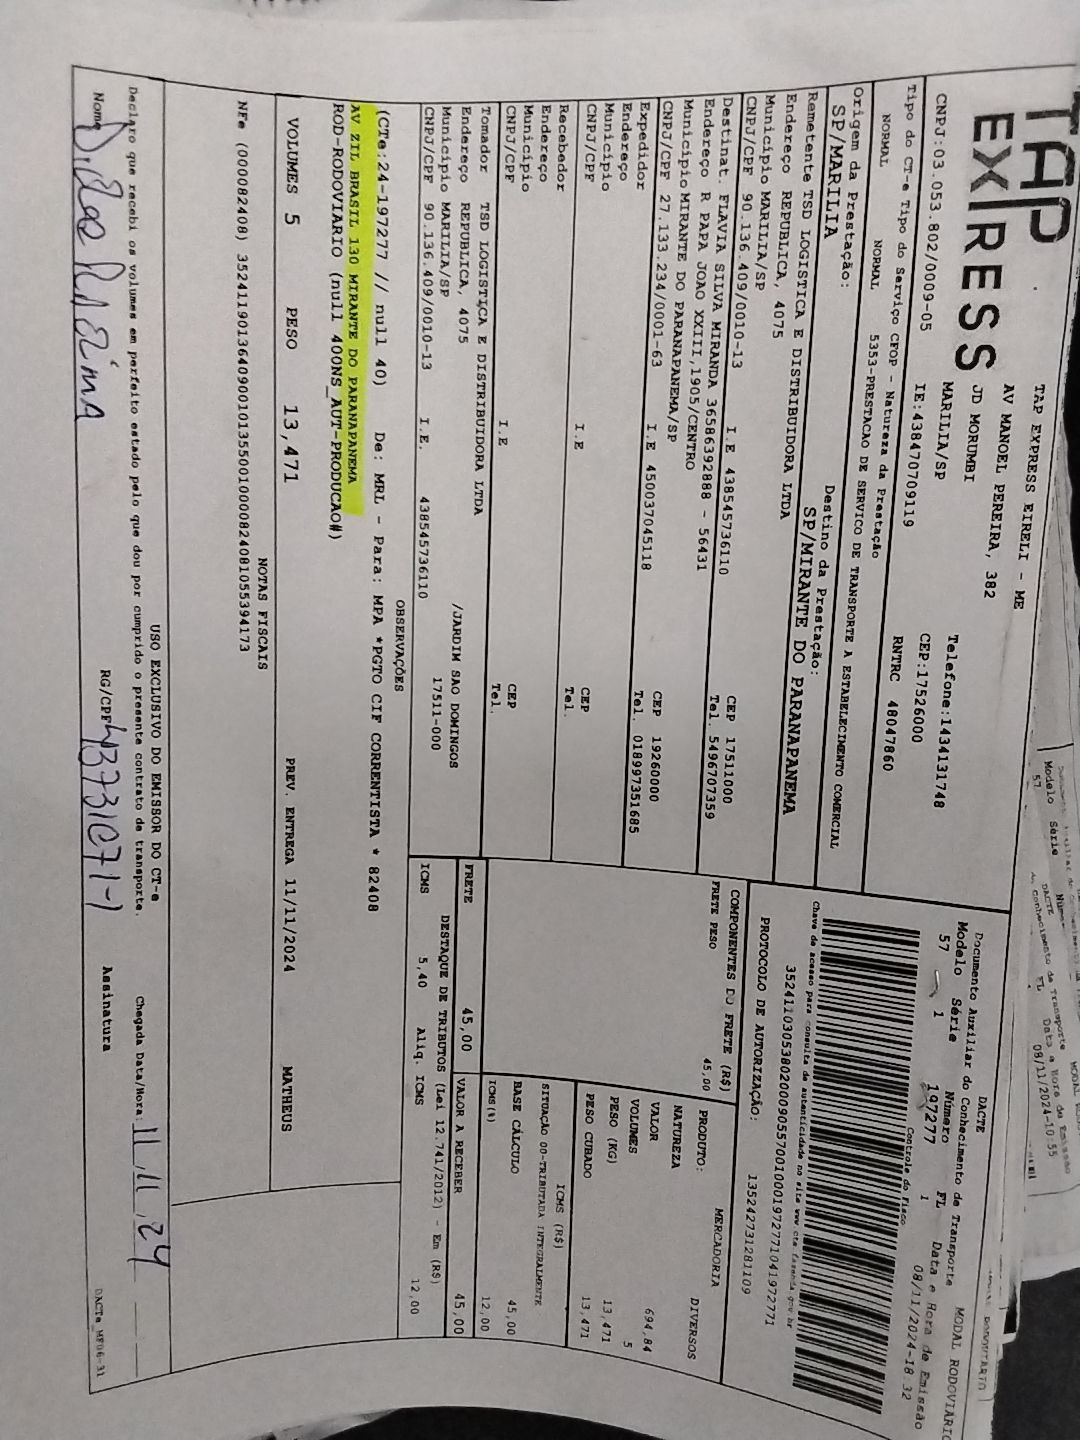 TAP
EXPRESS
TAP EXPRESS EIRELI - ME
AV MANOEL PEREIRA, 382
JD MORUMBI
MARILIA/SP
Telefone:1434131748
CEP:17526000
CNPJ:03.053.802/0009-05
IE:438470709119
RNTRC 48047860
Tipo do CT-e Tipo do Serviço CFOP - Natureza da Prestação
NORMAL NORMAL 5353-PRESTACAO DE SERVICO DE TRANSPORTE A ESTABELECIMENTO COMERCIAL
Origem da Prestação: Destino da Prestação:
SP/MARILIA SP/MIRANTE DO PARANAPANEMA
Remetente TSD LOGISTICA E DISTRIBUIDORA LTDA
Endereço REPUBLICA, 4075
Município MARILIA/SP CEP 17511000
CNPJ/CPF 90.136.409/0010-13 I.E 438545736110 Tel. 5496707359
Destinat. FLAVIA SILVA MIRANDA 36586392888 - 56431
Endereço R PAPA JOAO XXIII,1905/CENTRO
Município MIRANTE DO PARANAPANEMA/SP CEP 19260000
CNPJ/CPF 27.133.234/0001-63 I.E 450037045118 Tel. 018997351685
Expedidor
Endereço
Município CEP
CNPJ/CPF I.E Tel.
Recebedor
Endereço
Município CEP
CNPJ/CPF I.E Tel.
Tomador TSD LOGISTICA E DISTRIBUIDORA LTDA
Endereço REPUBLICA, 4075 /JARDIM SAO DOMINGOS
Município MARILIA/SP 17511-000
CNPJ/CPF 90.136.409/0010-13 I.E. 438545736110
OBSERVAÇÕES
(CTe:24-197277 // null 40) De: MRL - Para: MPA *PGTO CIF CORRENTISTA * 82408
AV ZIL BRASIL 130 MIRANTE DO PARANAPANEMA
ROD-RODOVIARIO (null 400NS_AUT-PRODUCAO#)
DACTE MODAL RODOVIÁRIO
Documento Auxiliar do Conhecimento de Transporte
Modelo Série Número FL Data e Hora de Emissão
57 1 197277 1 08/11/2024-18:32
Controle do Fisco
Chave de acesso para consulta de autenticidade no site www.cte.fazenda.gov.br
35241103053802000905570010001972771041972771
PROTOCOLO DE AUTORIZAÇÃO: 135242731281109
COMPONENTES DO FRETE (R$)
FRETE PESO 45,00
PRODUTO: MERCADORIA
NATUREZA DIVERSOS
VALOR 694,84
VOLUMES 5
PESO (KG) 13,471
PESO CUBADO 13,471
ICMS (R$)
SITUAÇÃO 00-TRIBUTADA INTEGRALMENTE
BASE CÁLCULO 45,00
ICMS(%) 12,00
FRETE 45,00 VALOR A RECEBER 45,00
DESTAQUE DE TRIBUTOS (Lei 12.741/2012) - Em (R$)
ICMS 5,40 Aliq. ICMS 12,00
VOLUMES 5 PESO 13,471 PREV. ENTREGA 11/11/2024 MATHEUS
NOTAS FISCAIS
NFe (000082408) 35241190136409001013550010000824081055394173
USO EXCLUSIVO DO EMISSOR DO CT-e
Declaro que recebi os volumes em perfeito estado pelo que dou por cumprido o presente contrato de transporte. Chegada Data/Hora: 11 11 24
Nome RG/CPF Assinatura
DACTe_MF06-31